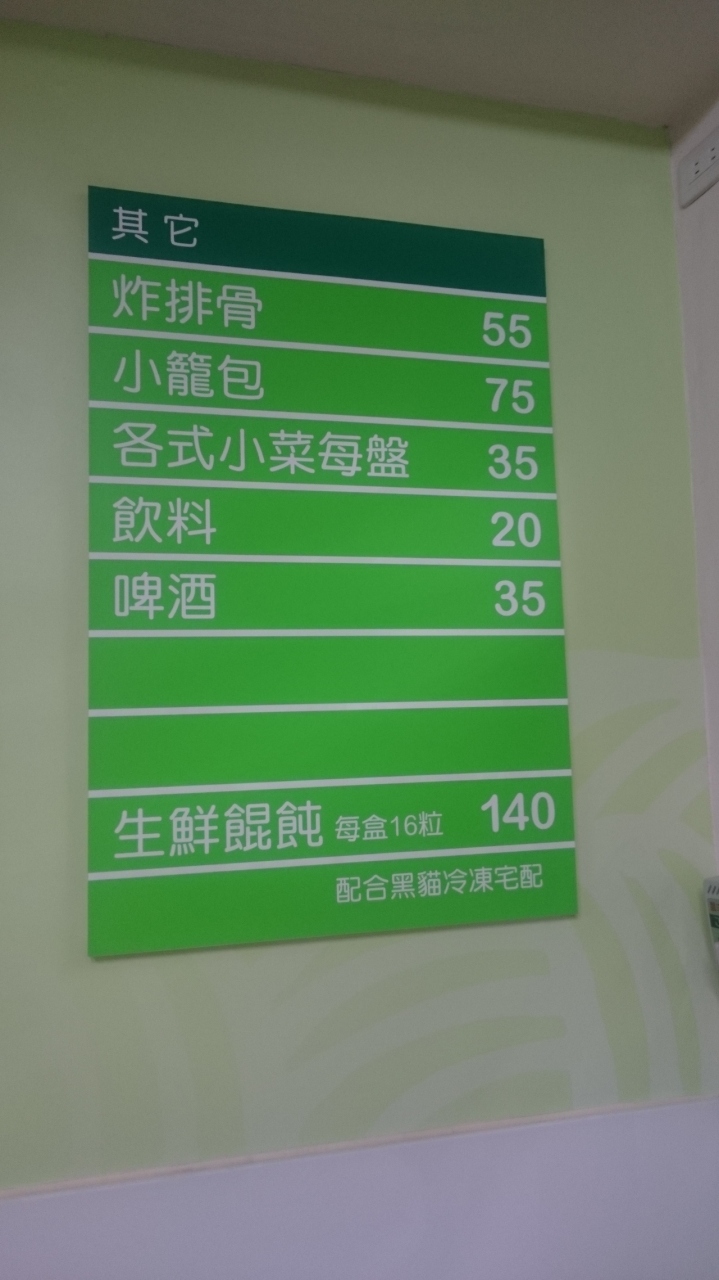 其它
炸排骨 55
小籠包 75
各式小菜每盤 35
飲料 20
啤酒 35
生鮮餛飩 每盒16粒 140
配合黑貓冷凍宅配